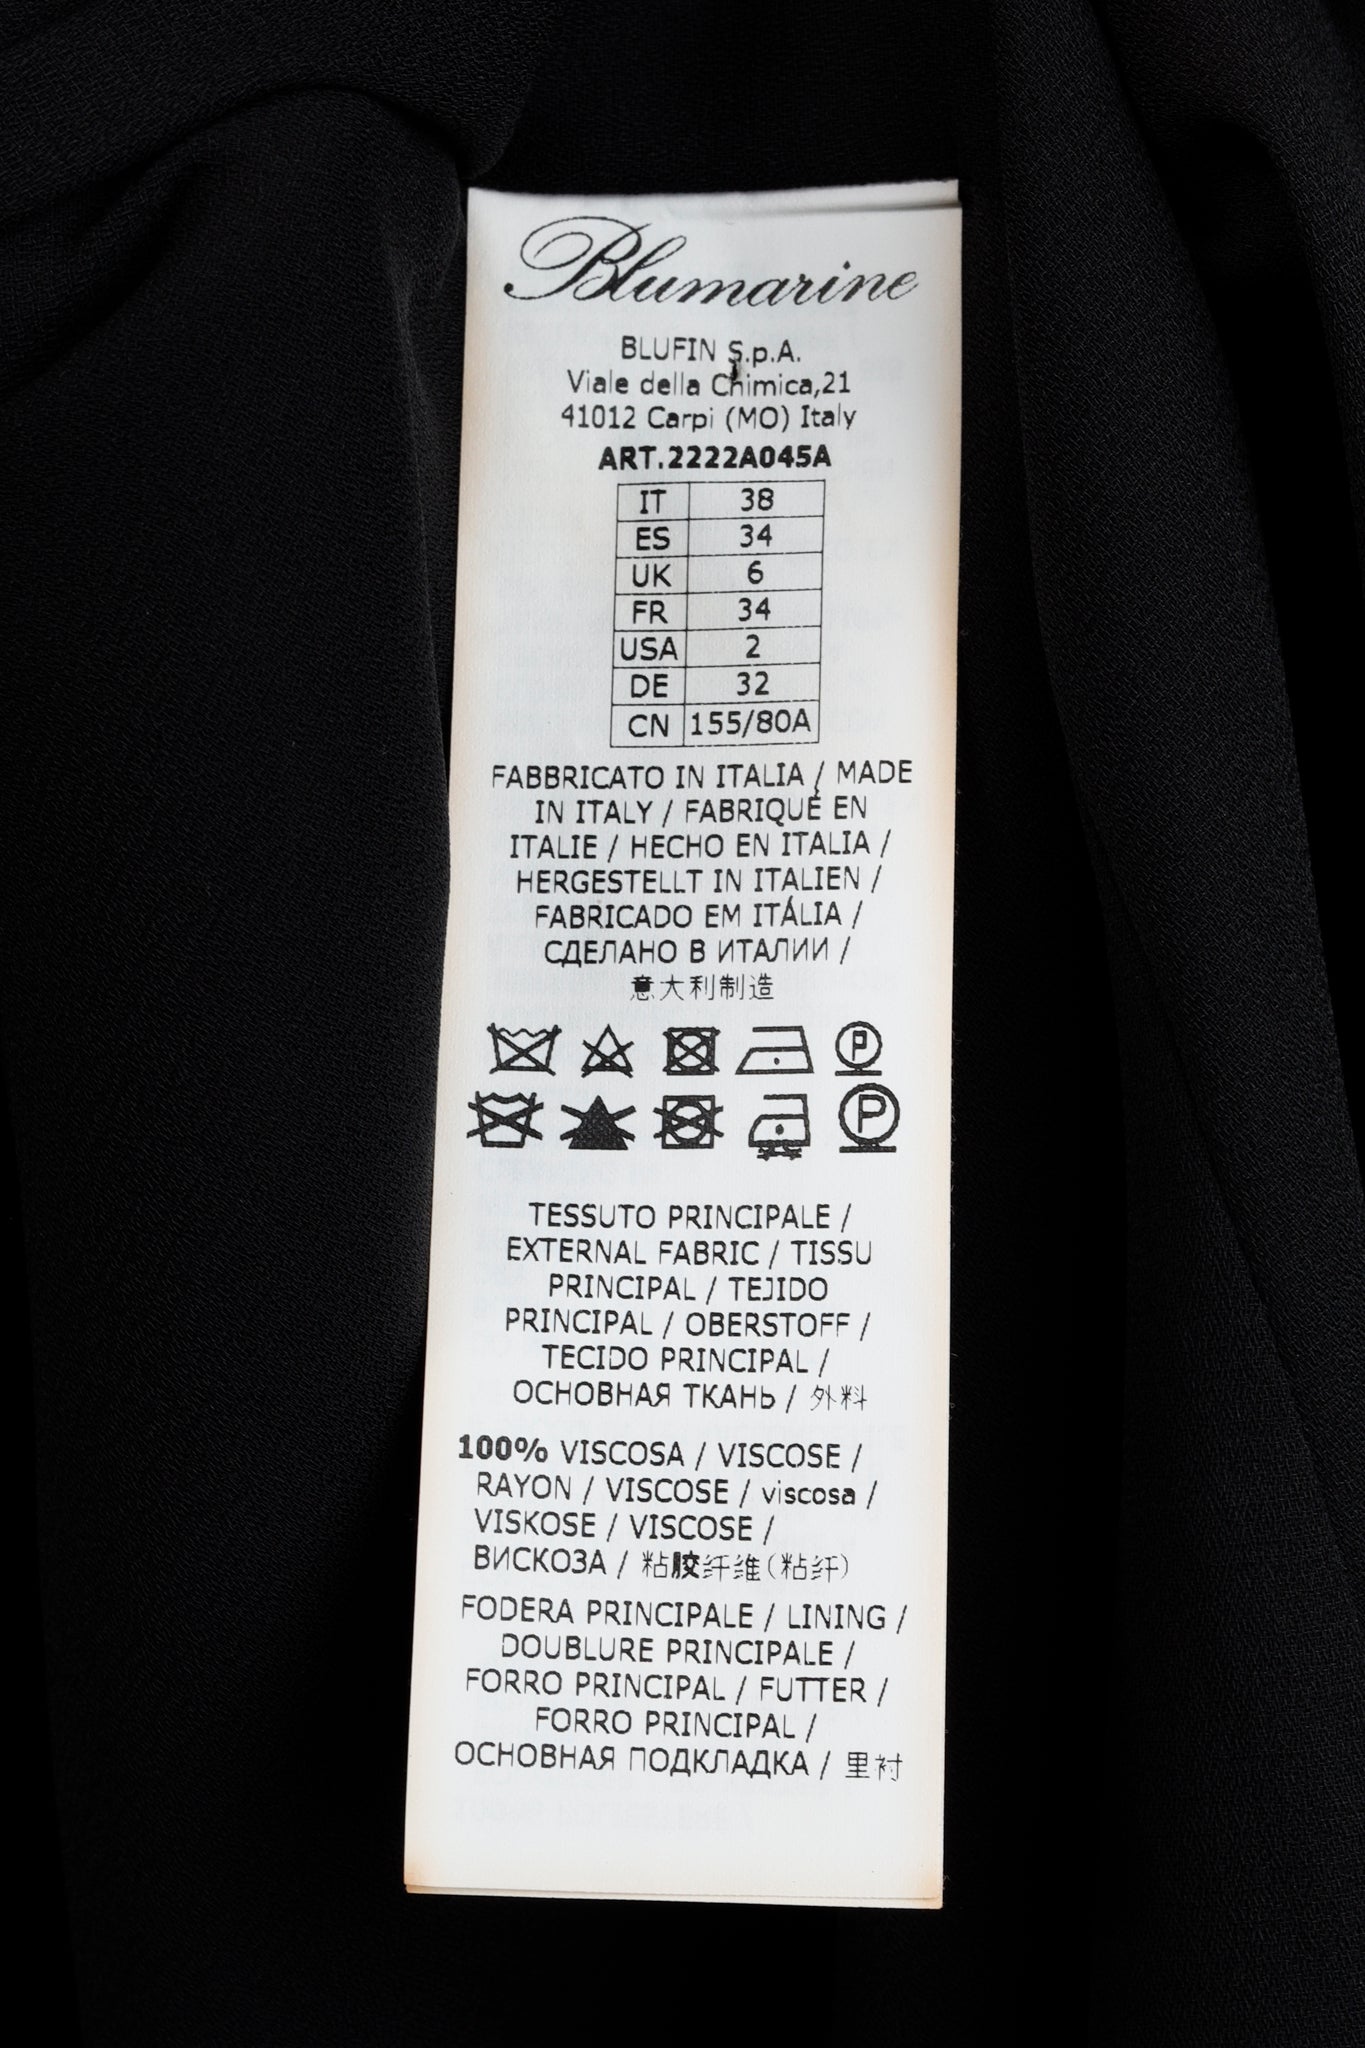 Blumarine
BLUFIN S.p.A.
Viale della Chimica,21
41012 Carpi (MO) Italy
ART.2222A045A
IT 38
ES 34
UK 6
FR 34
USA 2
DE 32
CN 155/80A
FABBRICATO IN ITALIA / MADE
IN ITALY / FABRIQUÉ EN
ITALIE / HECHO EN ITALIA /
HERGESTELLT IN ITALIEN /
FABRICADO EM ITÁLIA /
СДЕЛАНО В ИТАЛИИ /
意大利制造
P
P
TESSUTO PRINCIPALE /
EXTERNAL FABRIC / TISSU
PRINCIPAL / TEJIDO
PRINCIPAL / OBERSTOFF /
TECIDO PRINCIPAL /
ОСНОВНАЯ ТКАНЬ / 外料
100% VISCOSA / VISCOSE /
RAYON / VISCOSE / viscosa /
VISKOSE / VISCOSE /
ВИСКОЗА / 粘胶纤维(粘纤)
FODERA PRINCIPALE / LINING /
DOUBLURE PRINCIPALE /
FORRO PRINCIPAL / FUTTER /
FORRO PRINCIPAL /
ОСНОВНАЯ ПОДКЛАДКА / 里衬